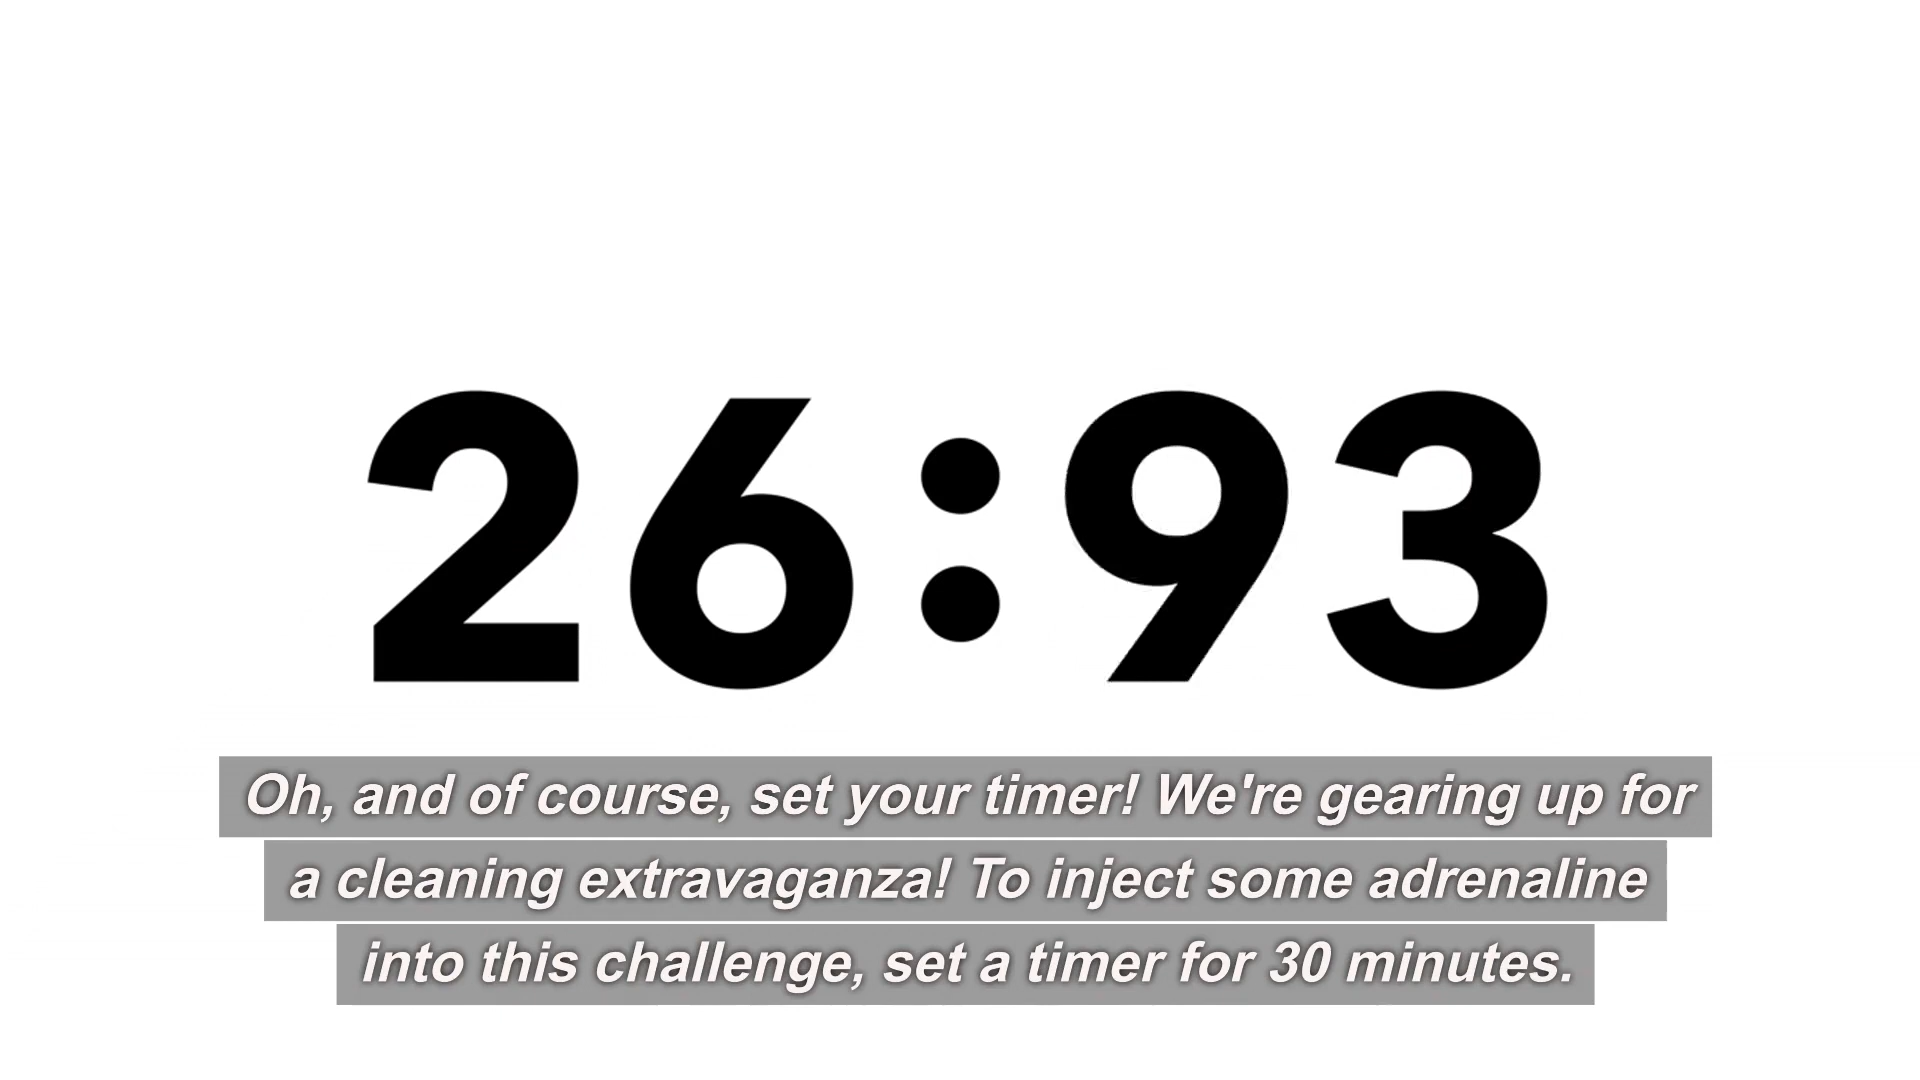 26:93
Oh, and of course, set your timer! We're gearing up for
a cleaning extravaganza! To inject some adrenaline
into this challenge, set a timer for 30 minutes.